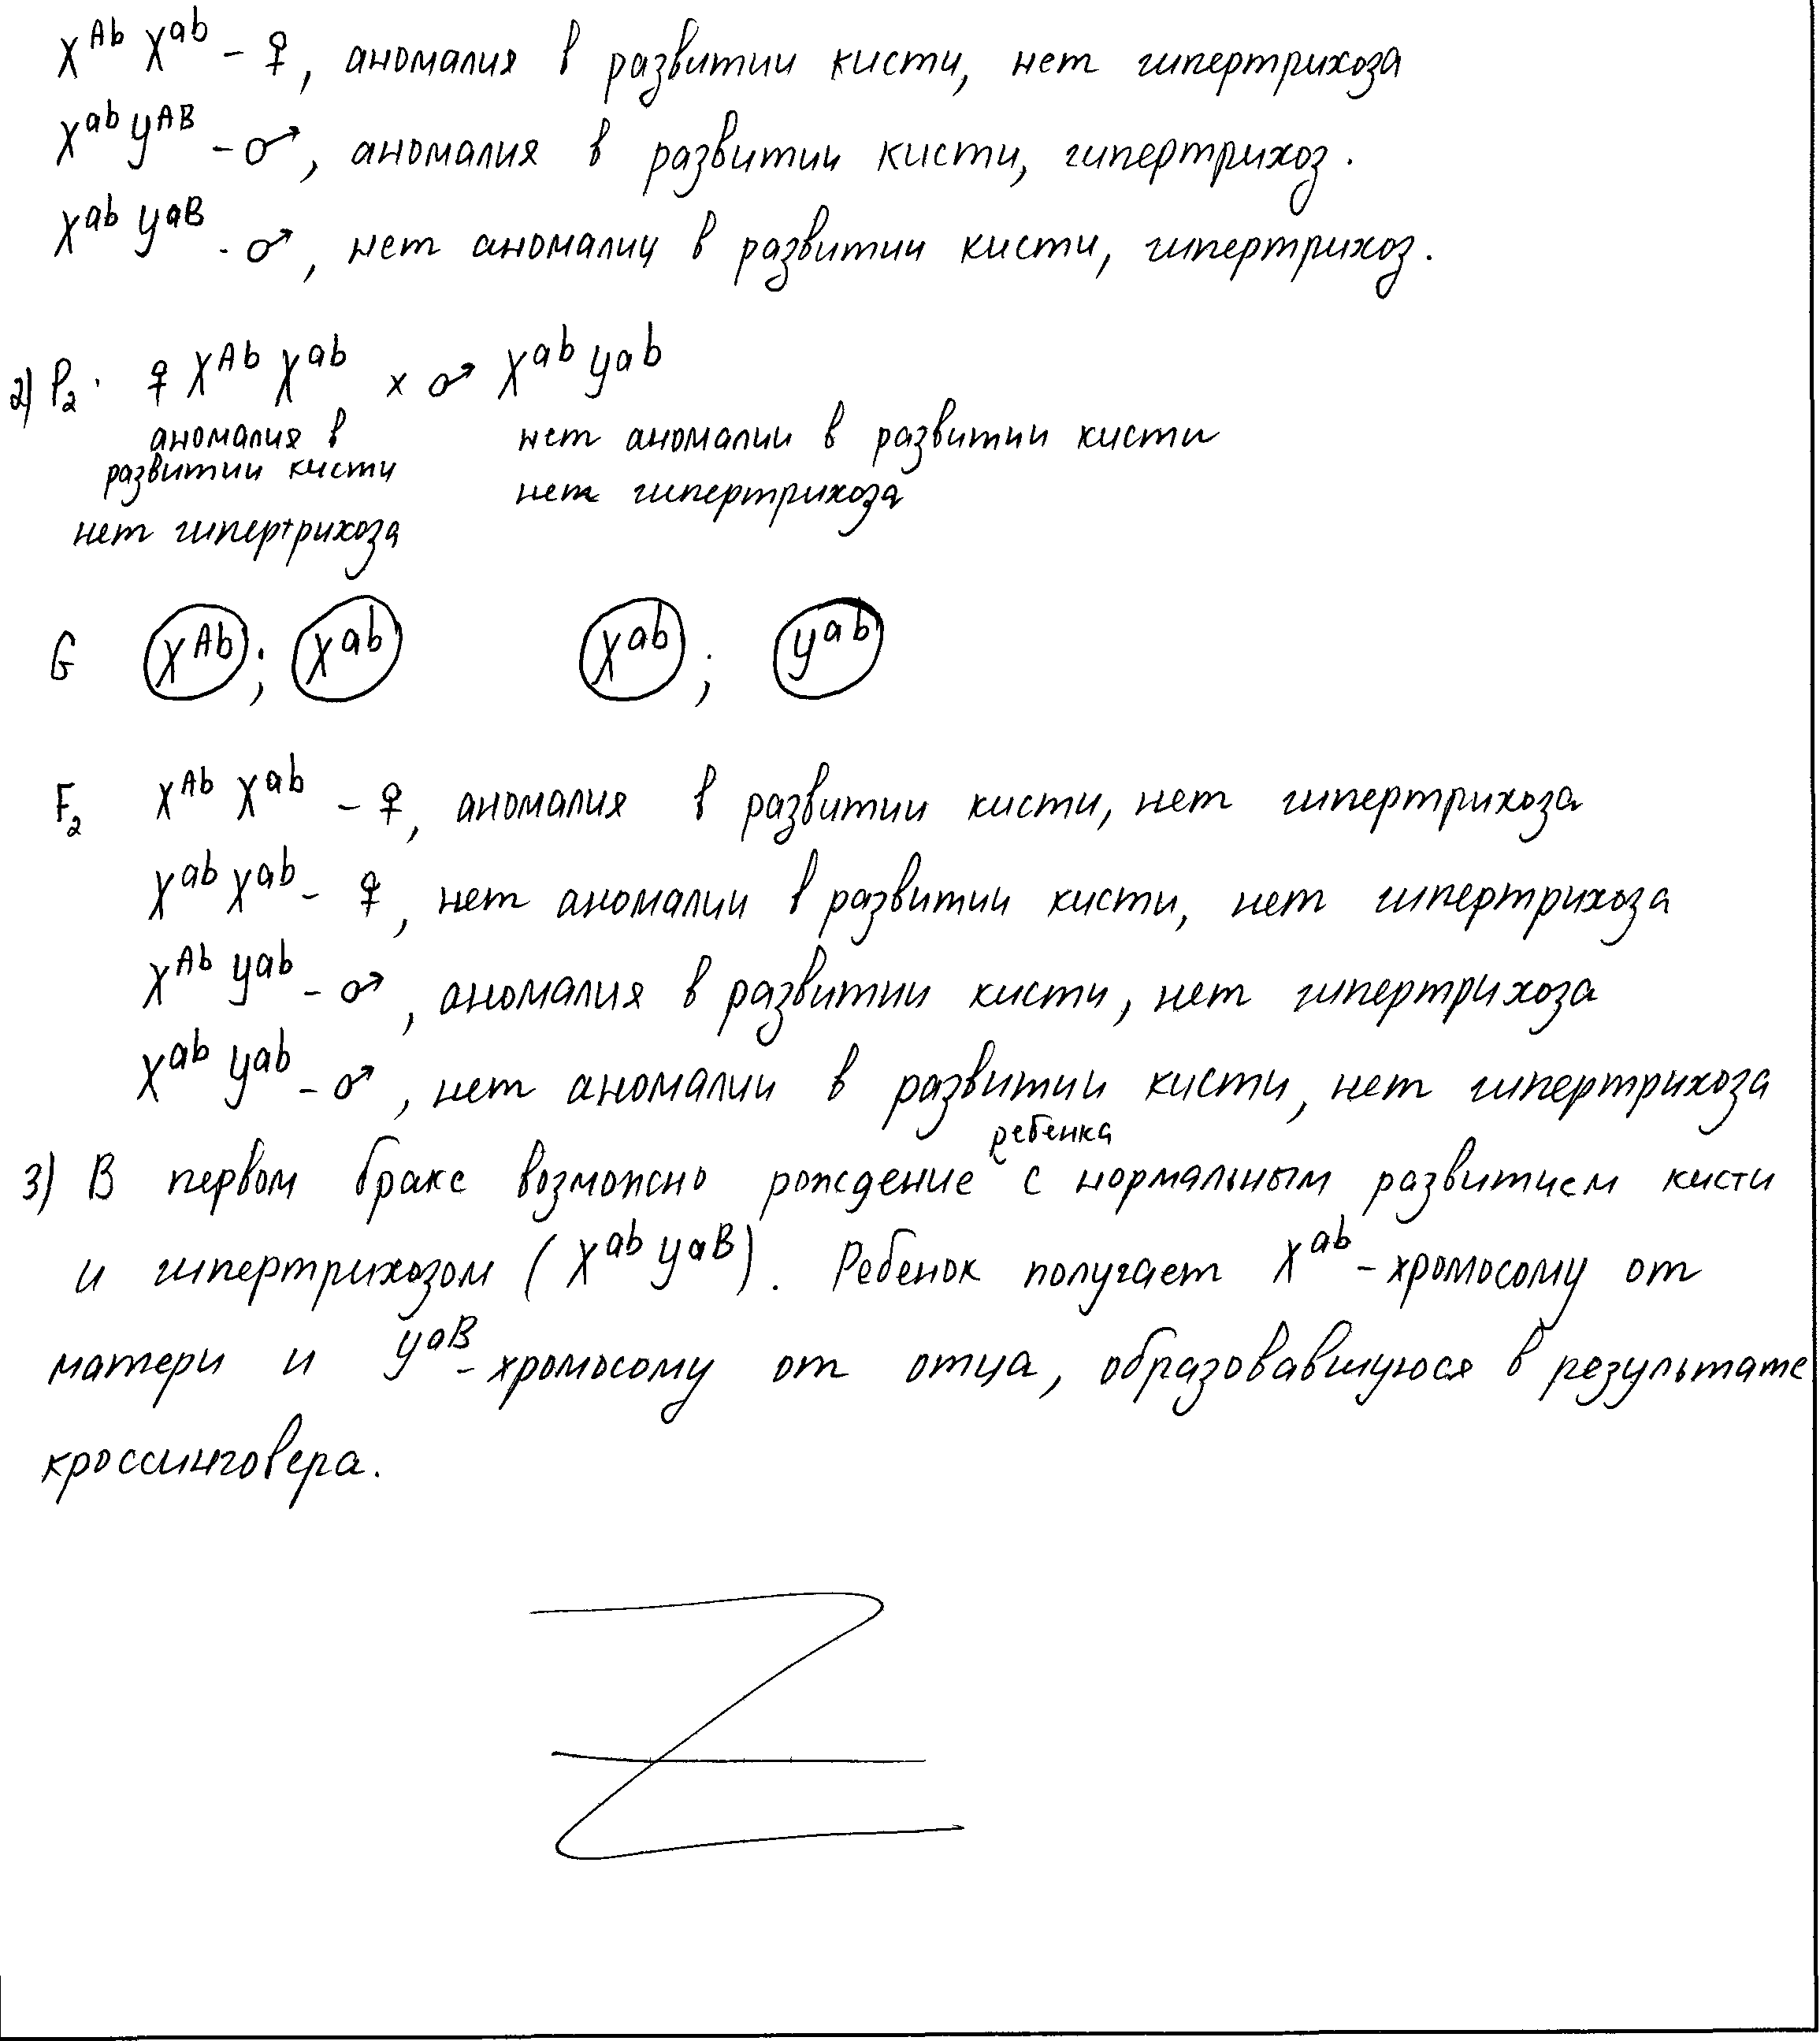 X^Ab X^ab - ♀, аномалия в развитии кисти, нет гипертрихоза
X^ab y^AB - ♂, аномалия в развитии кисти, гипертрихоз.
X^ab y^aB - ♂, нет аномалии в развитии кисти, гипертрихоз.
2) P₂. ♀ X^Ab X^ab × ♂ X^ab y^ab
аномалия в развитии кисти нет гипертрихоза
нет аномалии в развитии кисти
нет гипертрихоза
G X^Ab; X^ab X^ab; y^ab
F₂ X^Ab X^ab - ♀, аномалия в развитии кисти, нет гипертрихоза
X^ab X^ab - ♀, нет аномалии в развитии кисти, нет гипертрихоза
X^Ab y^ab - ♂, аномалия в развитии кисти, нет гипертрихоза
X^ab y^ab - ♂, нет аномалии в развитии кисти, нет гипертрихоза
3) В первом браке возможно рождение ребенка с нормальным развитием кисти
и гипертрихозом (X^ab y^aB). Ребенок получает X^ab - хромосому от
матери и y^aB - хромосому от отца, образовавшуюся в результате
кроссинговера.